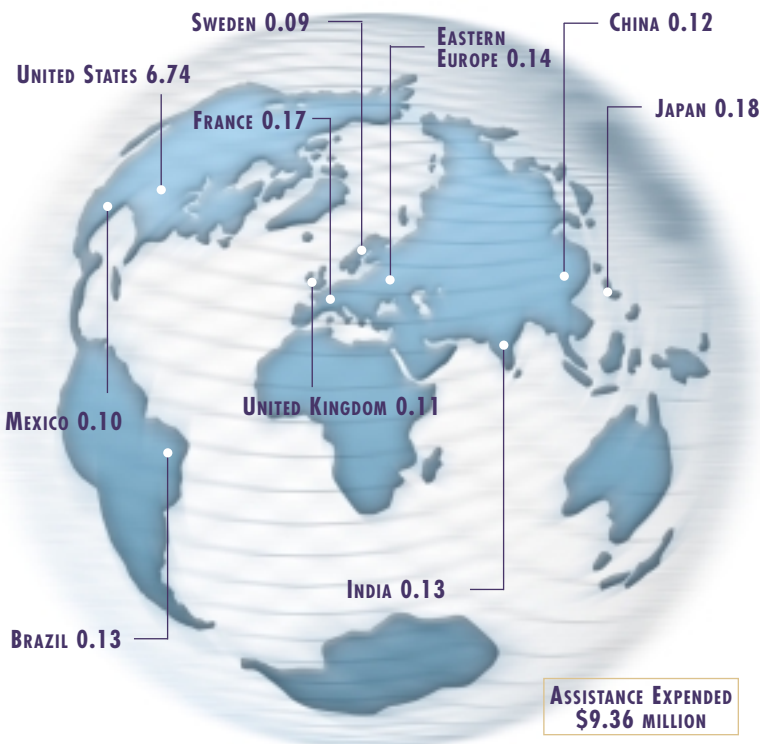 Sweden 0.09
China 0.12
Eastern
Europe 0.14
United States 6.74
Japan 0.18
France 0.17
United Kingdom 0.11
Mexico 0.10
India 0.13
Brazil 0.13
Assistance Expended
$9.36 million